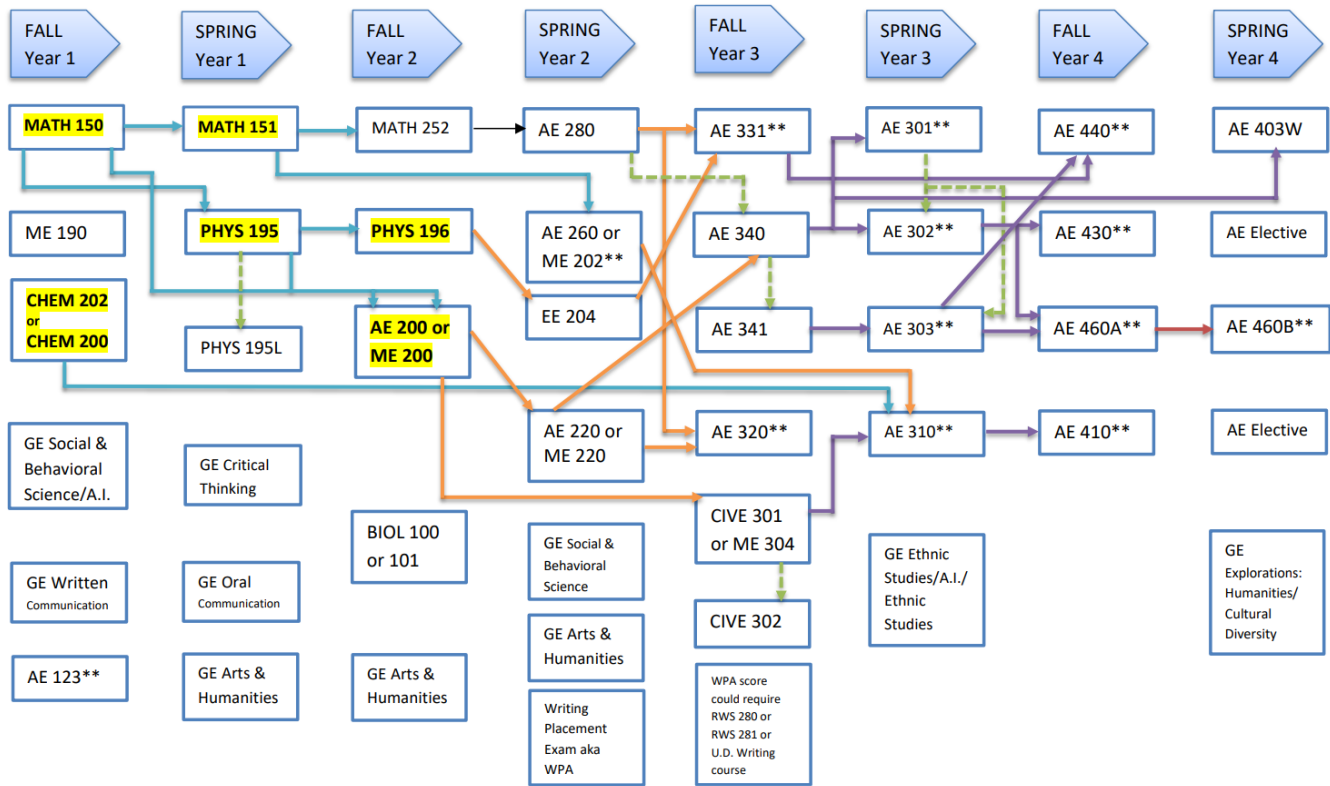 FALL
Year 1
SPRING
Year 1
FALL
Year 2
SPRING
Year 2
FALL
Year 3
SPRING
Year 3
FALL
Year 4
SPRING
Year 4
MATH 150
MATH 151
MATH 252
AE 280
AE 331**
AE 301**
AE 440**
AE 403W
ME 190
PHYS 195
PHYS 196
AE 260 or
ME 202**
AE 340
AE 302**
AE 430**
AE Elective
CHEM 202
or
CHEM 200
PHYS 195L
AE 200 or
ME 200
EE 204
AE 341
AE 303**
AE 460A**
AE 460B**
GE Social &
Behavioral
Science/A.I.
GE Critical
Thinking
AE 220 or
ME 220
AE 320**
AE 310**
AE 410**
AE Elective
BIOL 100
or 101
GE Social &
Behavioral
Science
CIVE 301
or ME 304
GE Ethnic
Studies/A.I./
Ethnic
Studies
GE
Explorations:
Humanities/
Cultural
Diversity
GE Written
Communication
GE Oral
Communication
GE Arts &
Humanities
CIVE 302
AE 123**
GE Arts &
Humanities
GE Arts &
Humanities
Writing
Placement
Exam aka
WPA
WPA score
could require
RWS 280 or
RWS 281 or
U.D. Writing
course